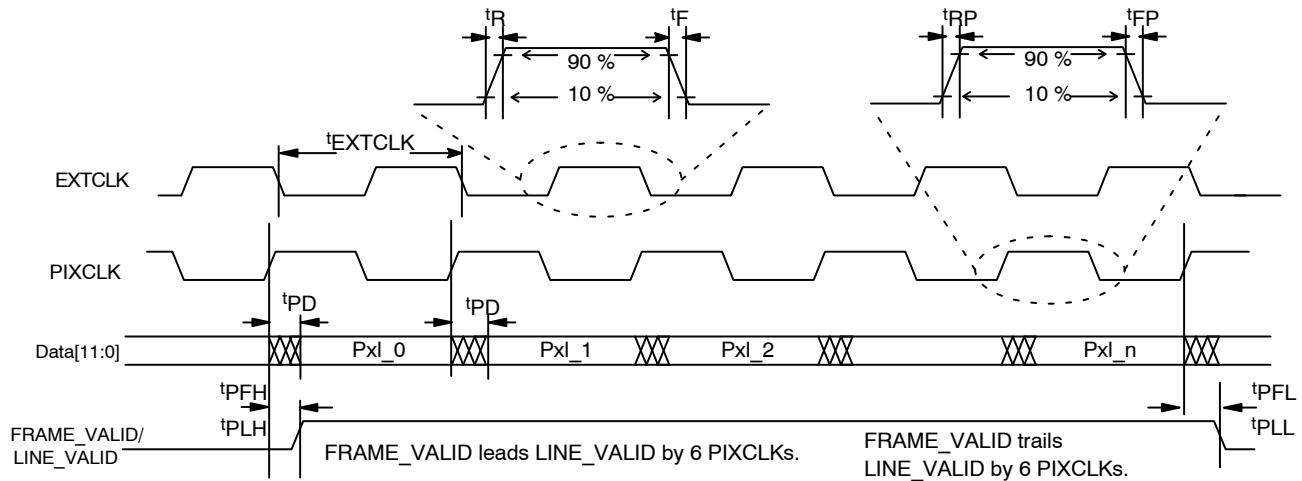 tR tF tRP tFP
90 % 90 %
10 % 10 %
tEXTCLK
EXTCLK
PIXCLK
tPD tPD
Data[11:0] Pxl_0 Pxl_1 Pxl_2 Pxl_n
tPFH tPFL
tPLH tPLL
FRAME_VALID/
LINE_VALID
FRAME_VALID leads LINE_VALID by 6 PIXCLKs.
FRAME_VALID trails
LINE_VALID by 6 PIXCLKs.